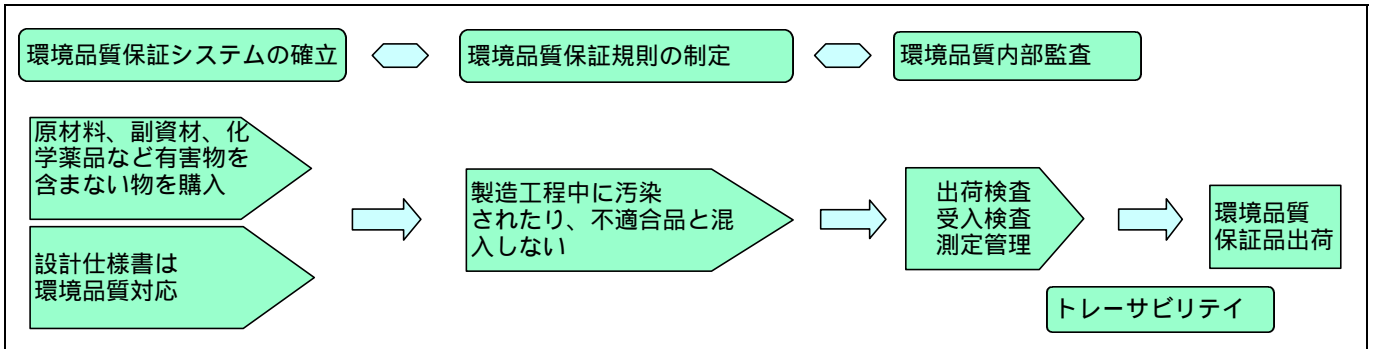 環境品質保証システムの確立
環境品質保証規則の制定
環境品質内部監査
原材料、副資材、化
学薬品など有害物を
含まない物を購入
設計仕様書は
環境品質対応
製造工程中に汚染
されたり、不適合品と混
入しない
出荷検査
受入検査
測定管理
環境品質
保証品出荷
トレーサビリテイ